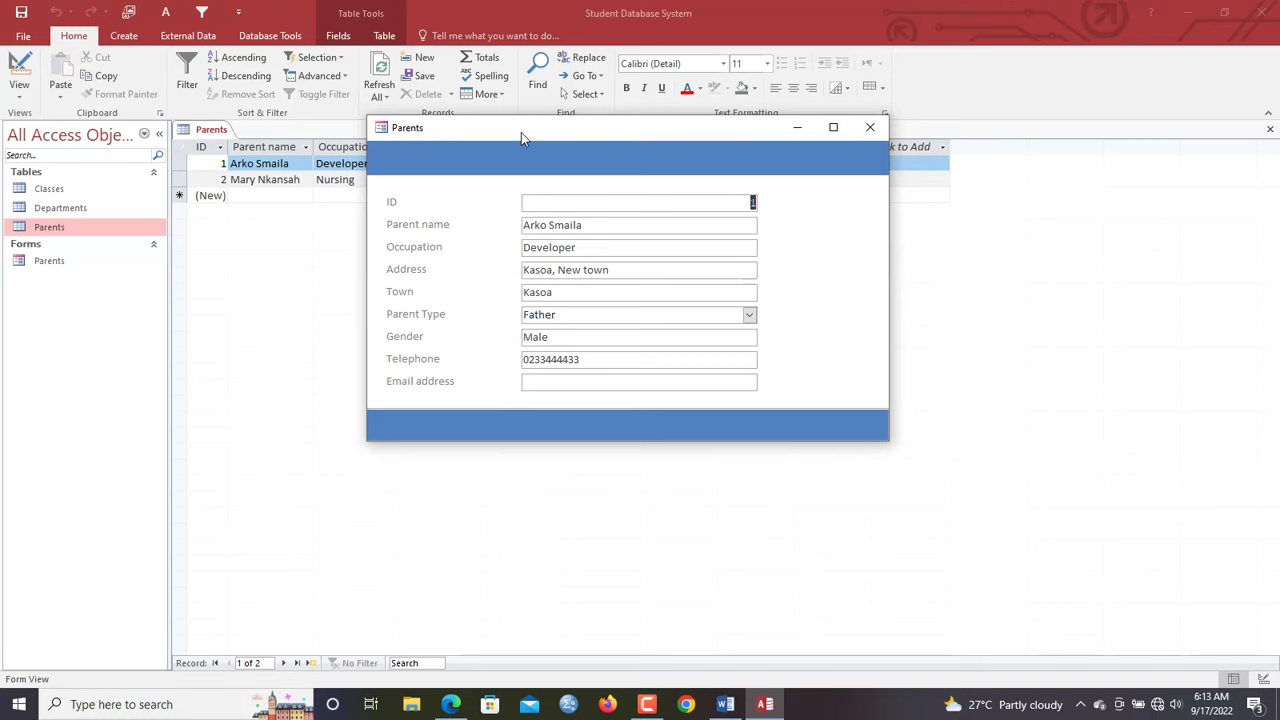 Table Tools
Student Database System
File
Home
Create
External Data
Database Tools
Fields
Table
Tell me what you want to do...
View
Paste
Cut
Copy
Format Painter
Clipboard
Filter
Ascending
Descending
Remove Sort
Selection
Advanced
Toggle Filter
Sort & Filter
Refresh
All
New
Save
Delete
Totals
Spelling
More
Records
Find
Replace
Go To
Select
Find
Calibri (Detail)
11
B I U
A
Text Formatting
All Access Obje...
Search...
Tables
Classes
Departments
Parents
Forms
Parents
Parents
ID
Parent name
Occupation
k to Add
1
Arko Smaila
Developer
2
Mary Nkansah
Nursing
(New)
Parents
ID
1
Parent name
Arko Smaila
Occupation
Developer
Address
Kasoa, New town
Town
Kasoa
Parent Type
Father
Gender
Male
Telephone
0233444433
Email address
Record:
1 of 2
No Filter
Search
Form View
Type here to search
27°C Partly cloudy
6:13 AM
9/17/2022